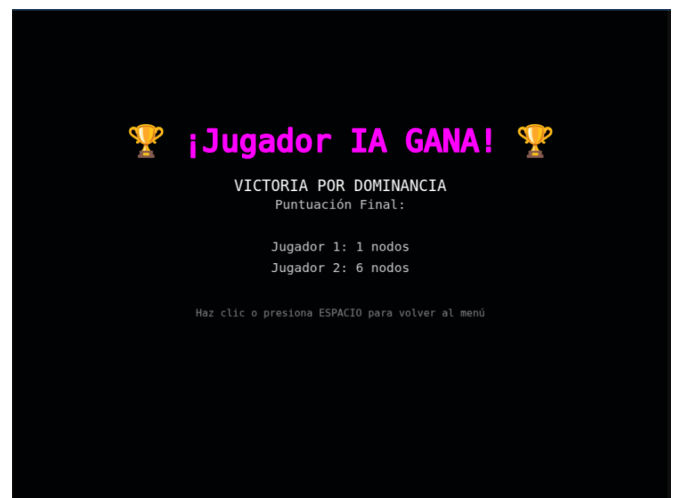 🏆 ¡Jugador IA GANA! 🏆
VICTORIA POR DOMINANCIA
Puntuación Final:
Jugador 1: 1 nodos
Jugador 2: 6 nodos
Haz clic o presiona ESPACIO para volver al menú